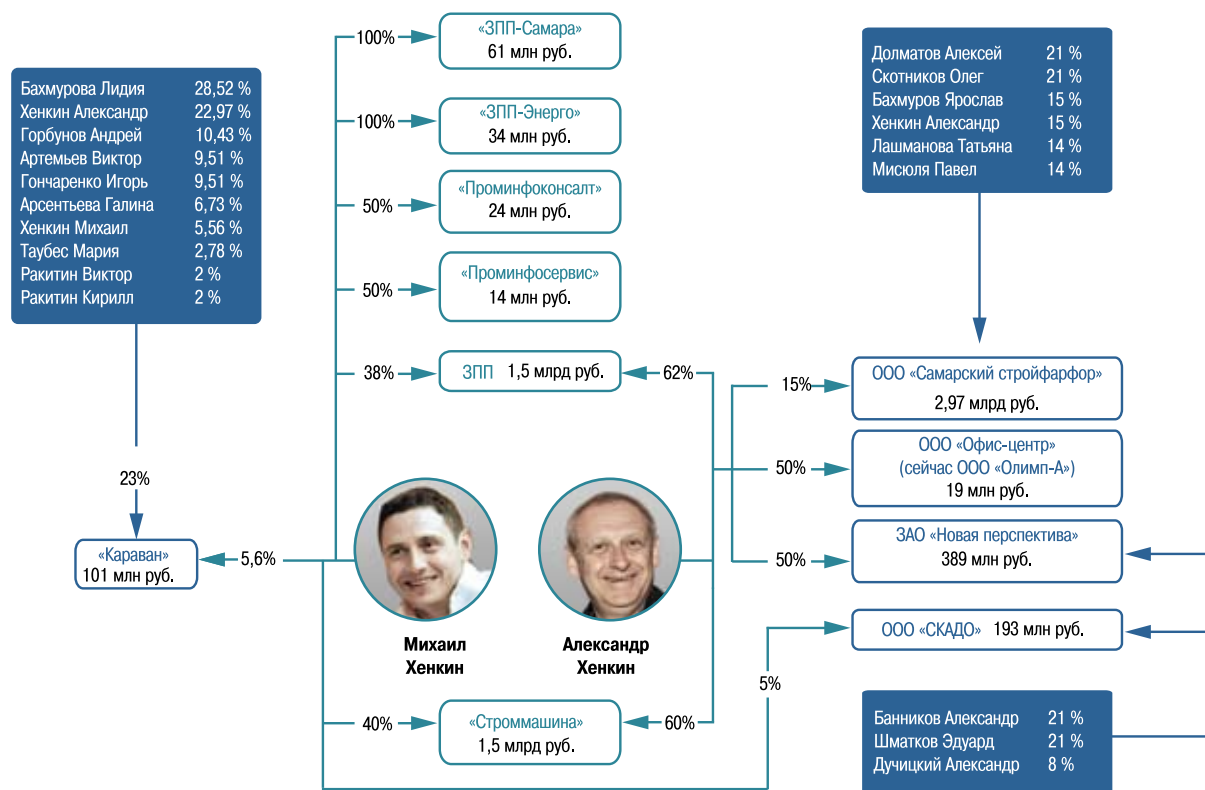 «ЗПП-Самара»
100%
61 млн руб.
«ЗПП-Энерго»
100%
34 млн руб.
«Проминфоконсалт»
50%
24 млн руб.
«Проминфосервис»
50%
14 млн руб.
38%
ЗПП 1,5 млрд руб.
62%
Бахмурова Лидия 28,52 %
Хенкин Александр 22,97 %
Горбунов Андрей 10,43 %
Артемьев Виктор 9,51 %
Гончаренко Игорь 9,51 %
Арсентьева Галина 6,73 %
Хенкин Михаил 5,56 %
Таубес Мария 2,78 %
Ракитин Виктор 2 %
Ракитин Кирилл 2 %
23%
«Караван»
101 млн руб.
5,6%
Михаил
Хенкин
Александр
Хенкин
40%
«Строммашина»
1,5 млрд руб.
60%
Долматов Алексей 21 %
Скотников Олег 21 %
Бахмуров Ярослав 15 %
Хенкин Александр 15 %
Лашманова Татьяна 14 %
Мисюля Павел 14 %
15%
ООО «Самарский стройфарфор»
2,97 млрд руб.
50%
ООО «Офис-центр»
(сейчас ООО «Олимп-А»)
19 млн руб.
50%
ЗАО «Новая перспектива»
389 млн руб.
ООО «СКАДО» 193 млн руб.
5%
Банников Александр 21 %
Шматков Эдуард 21 %
Дучицкий Александр 8 %